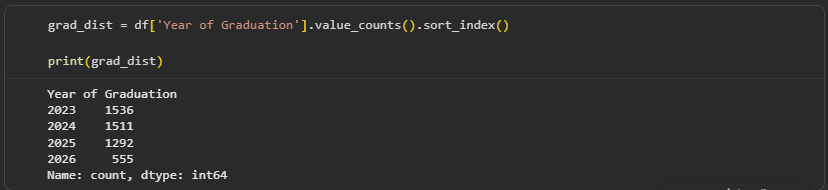 grad_dist = df['Year of Graduation'].value_counts().sort_index()
print(grad_dist)
Year of Graduation
2023    1536
2024    1511
2025    1292
2026     555
Name: count, dtype: int64